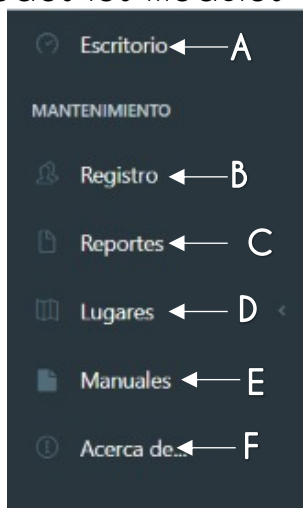 Escritorio A
MANTENIMIENTO
Registro B
Reportes C
Lugares D
Manuales E
Acerca de... F